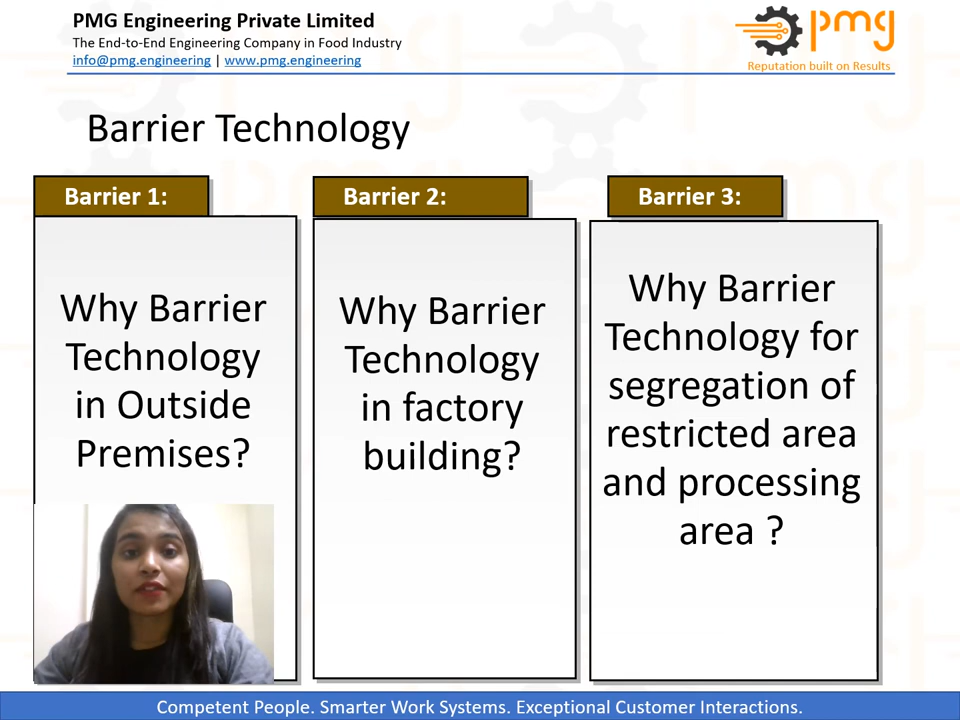 PMG Engineering Private Limited
The End-to-End Engineering Company in Food Industry
info@pmg.engineering | www.pmg.engineering
pmg
Reputation built on Results
Barrier Technology
Barrier 1:
Why Barrier
Technology
in Outside
Premises?
Barrier 2:
Why Barrier
Technology
in factory
building?
Barrier 3:
Why Barrier
Technology for
segregation of
restricted area
and processing
area ?
Competent People. Smarter Work Systems. Exceptional Customer Interactions.